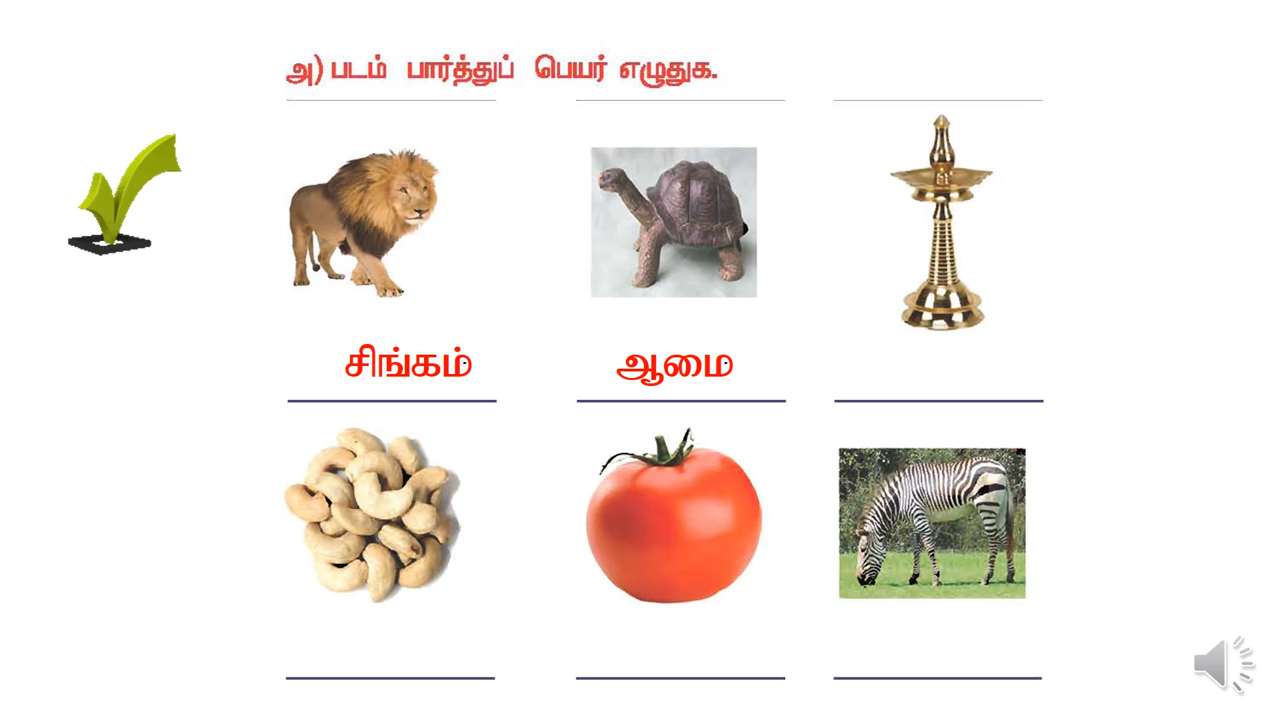 அ) படம் பார்த்துப் பெயர் எழுதுக.
சிங்கம் ஆமை